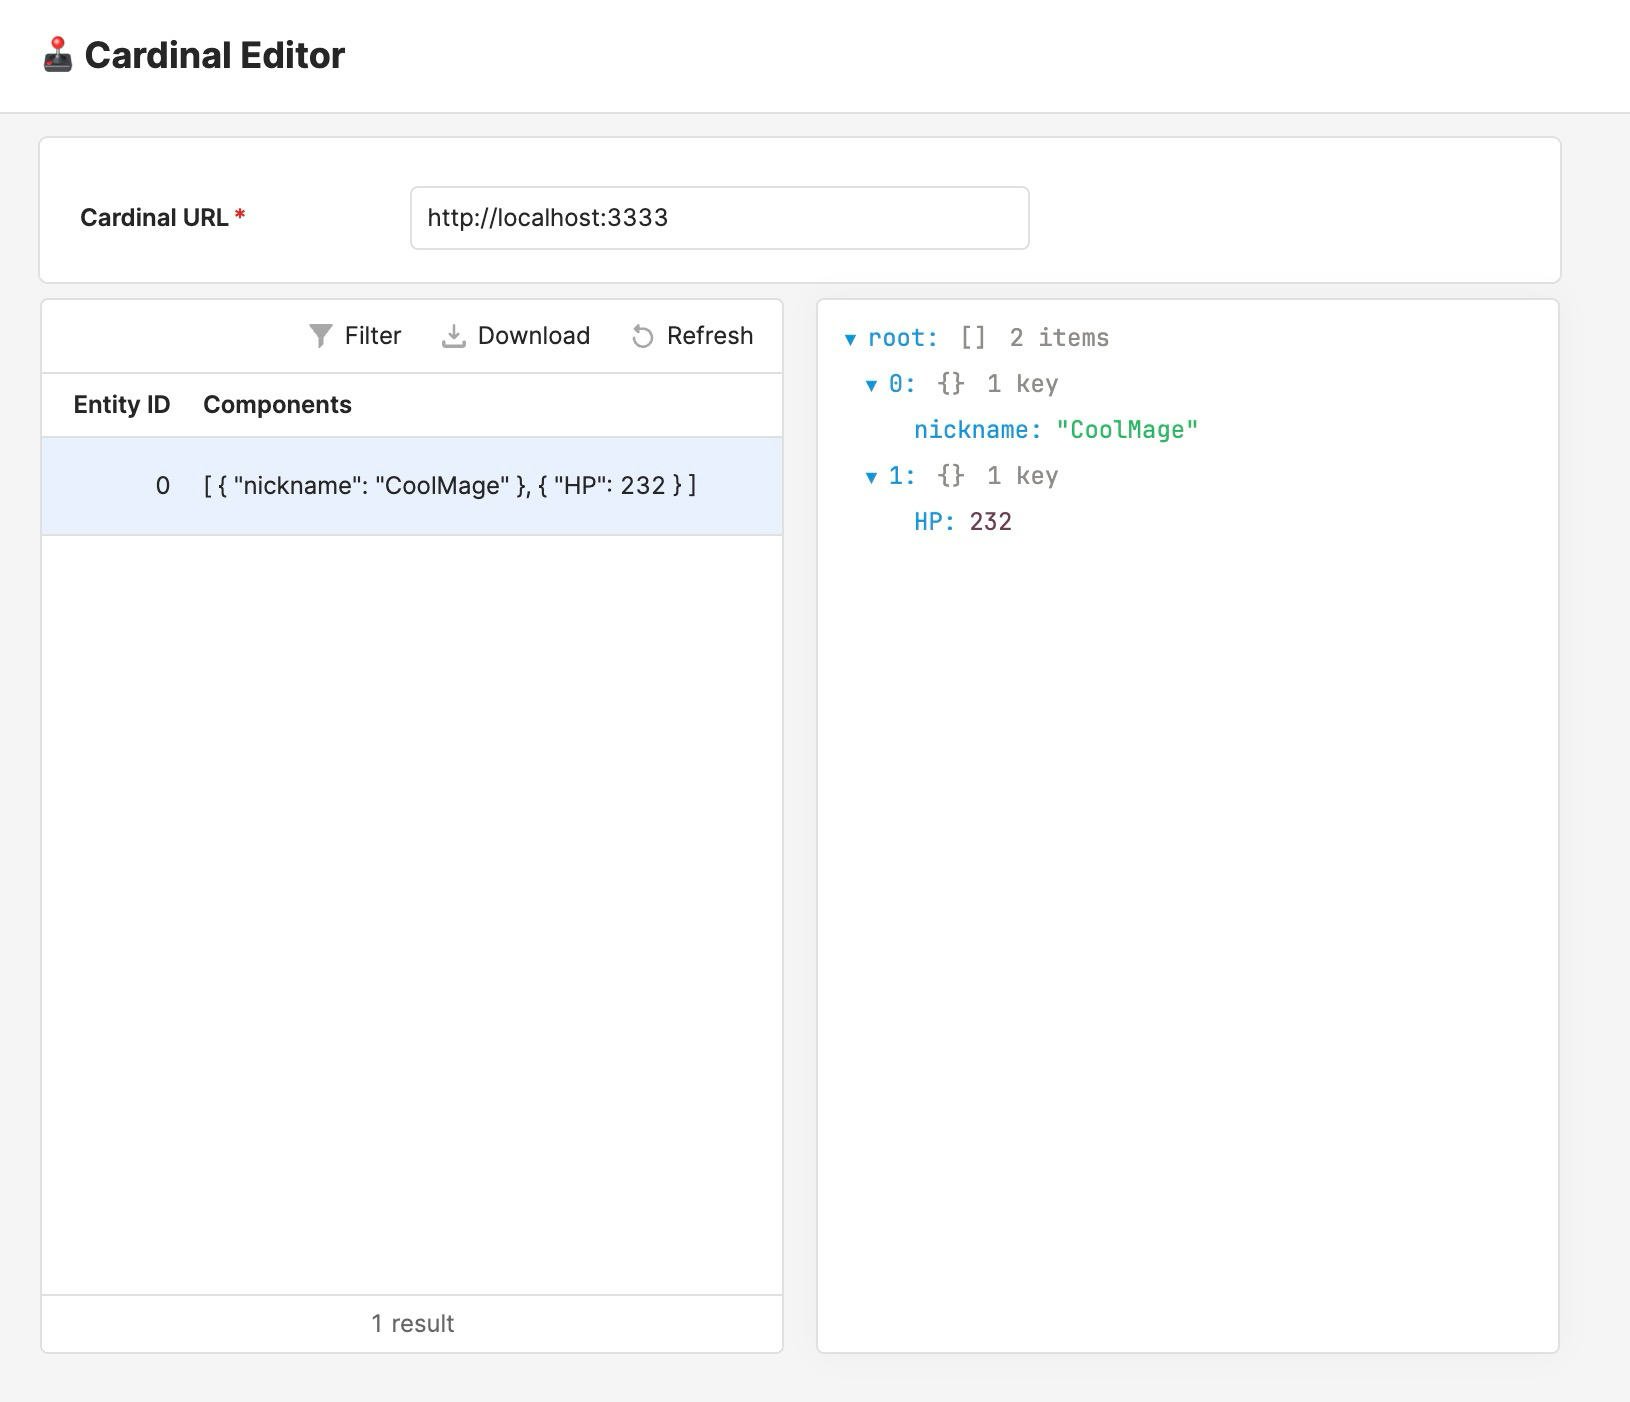 Cardinal Editor
Cardinal URL *
http://localhost:3333
Filter Download Refresh
Entity ID Components
0 [ { "nickname": "CoolMage" }, { "HP": 232 } ]
1 result
▼ root: [] 2 items
▼ 0: {} 1 key
nickname: "CoolMage"
▼ 1: {} 1 key
HP: 232